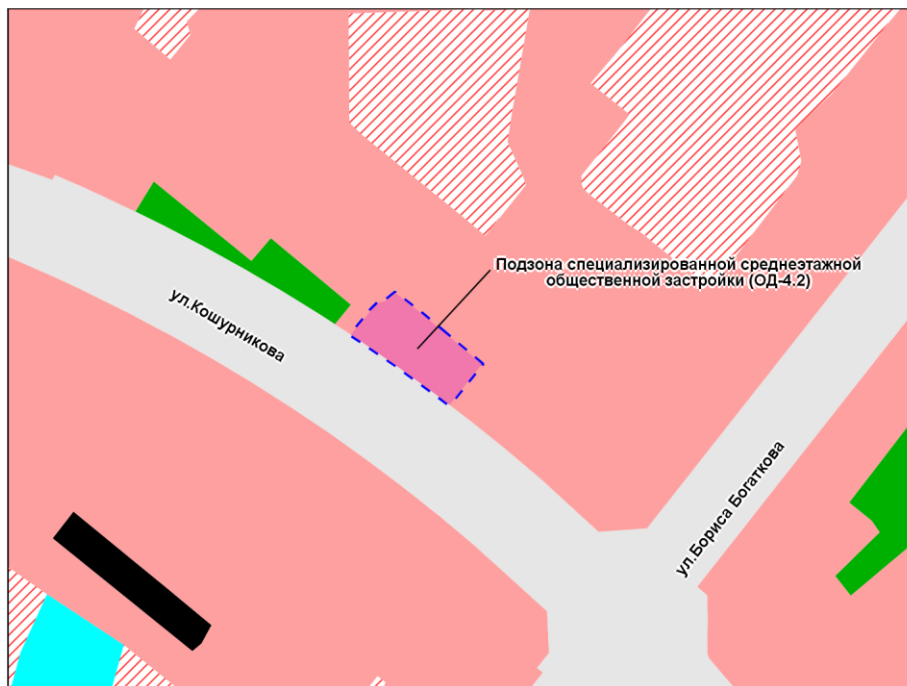 Подзона специализированной среднеэтажной
общественной застройки (ОД-4.2)
ул.Кошурникова
ул.Бориса Богаткова